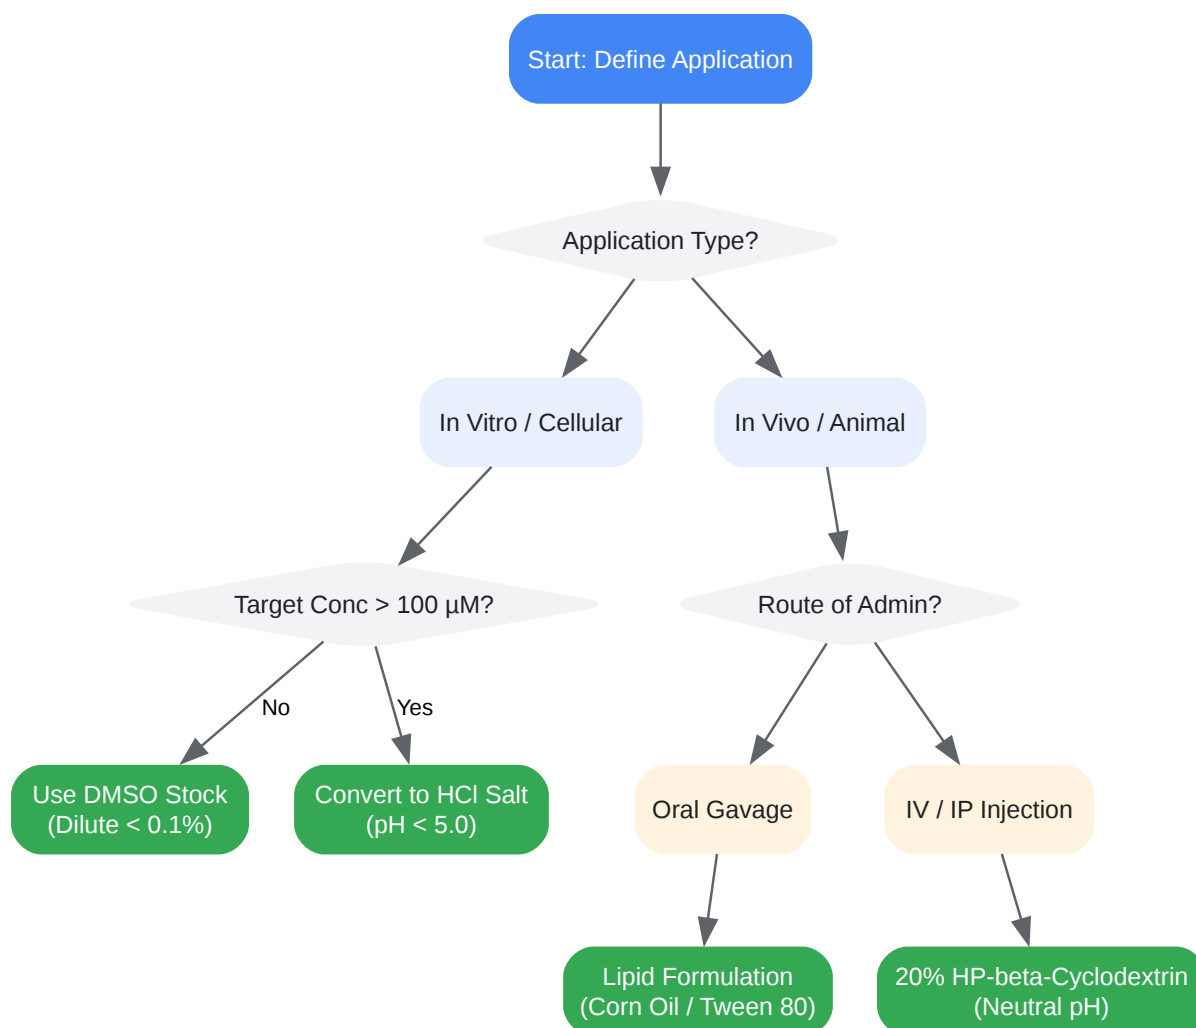 Start: Define Application
Application Type?
In Vitro / Cellular
In Vivo / Animal
Target Conc > 100 µM?
Route of Admin?
No
Yes
Use DMSO Stock
(Dilute < 0.1%)
Convert to HCl Salt
(pH < 5.0)
Oral Gavage
IV / IP Injection
Lipid Formulation
(Corn Oil / Tween 80)
20% HP-beta-Cyclodextrin
(Neutral pH)